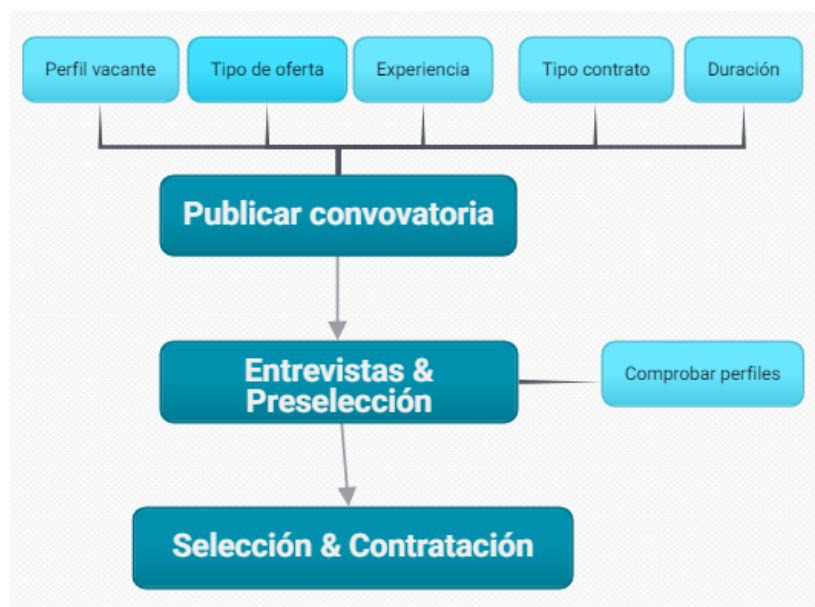 Perfil vacante
Tipo de oferta
Experiencia
Tipo contrato
Duración
Publicar convovatoria
Entrevistas &
Preselección
Comprobar perfiles
Selección & Contratación